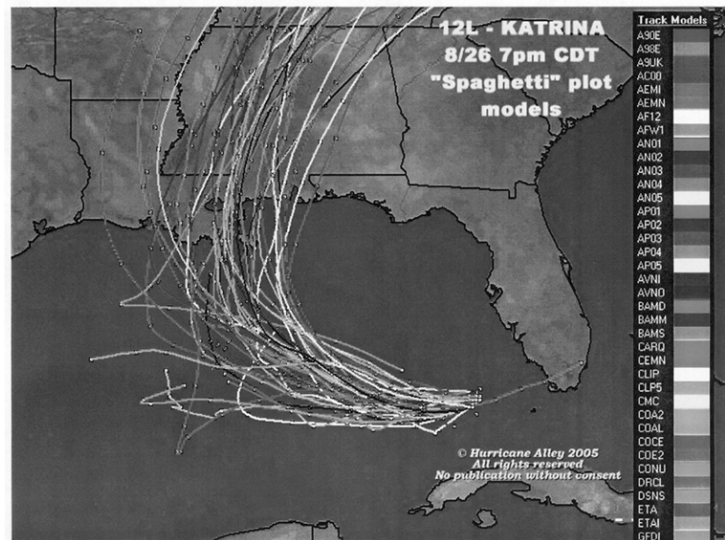 12L - KATRINA
8/26 7pm CDT
"Spaghetti" plot
models
Track Models
A90E
A98E
A9UK
AC00
AEMI
AEMN
AF12
AFW1
AN01
AN02
AN03
AN04
AN05
AP01
AP02
AP03
AP04
AP05
AVNI
AVNO
BAMD
BAMM
BAMS
CARQ
CEMN
CLIP
CLP5
CMC
COA2
COAL
COCE
COE2
CONU
DRCL
DSNS
ETA
ETAI
GFDI
© Hurricane Alley 2005
All rights reserved
No publication without consent